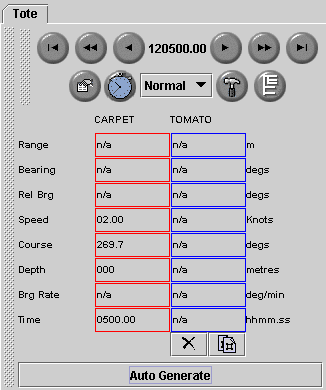 Tote
120500.00
Normal
CARPET TOMATO
Range n/a n/a m
Bearing n/a n/a degs
Rel Brg n/a n/a degs
Speed 02.00 n/a Knots
Course 269.7 n/a degs
Depth 000 n/a metres
Brg Rate n/a n/a deg/min
Time 0500.00 n/a hhmm.ss
Auto Generate